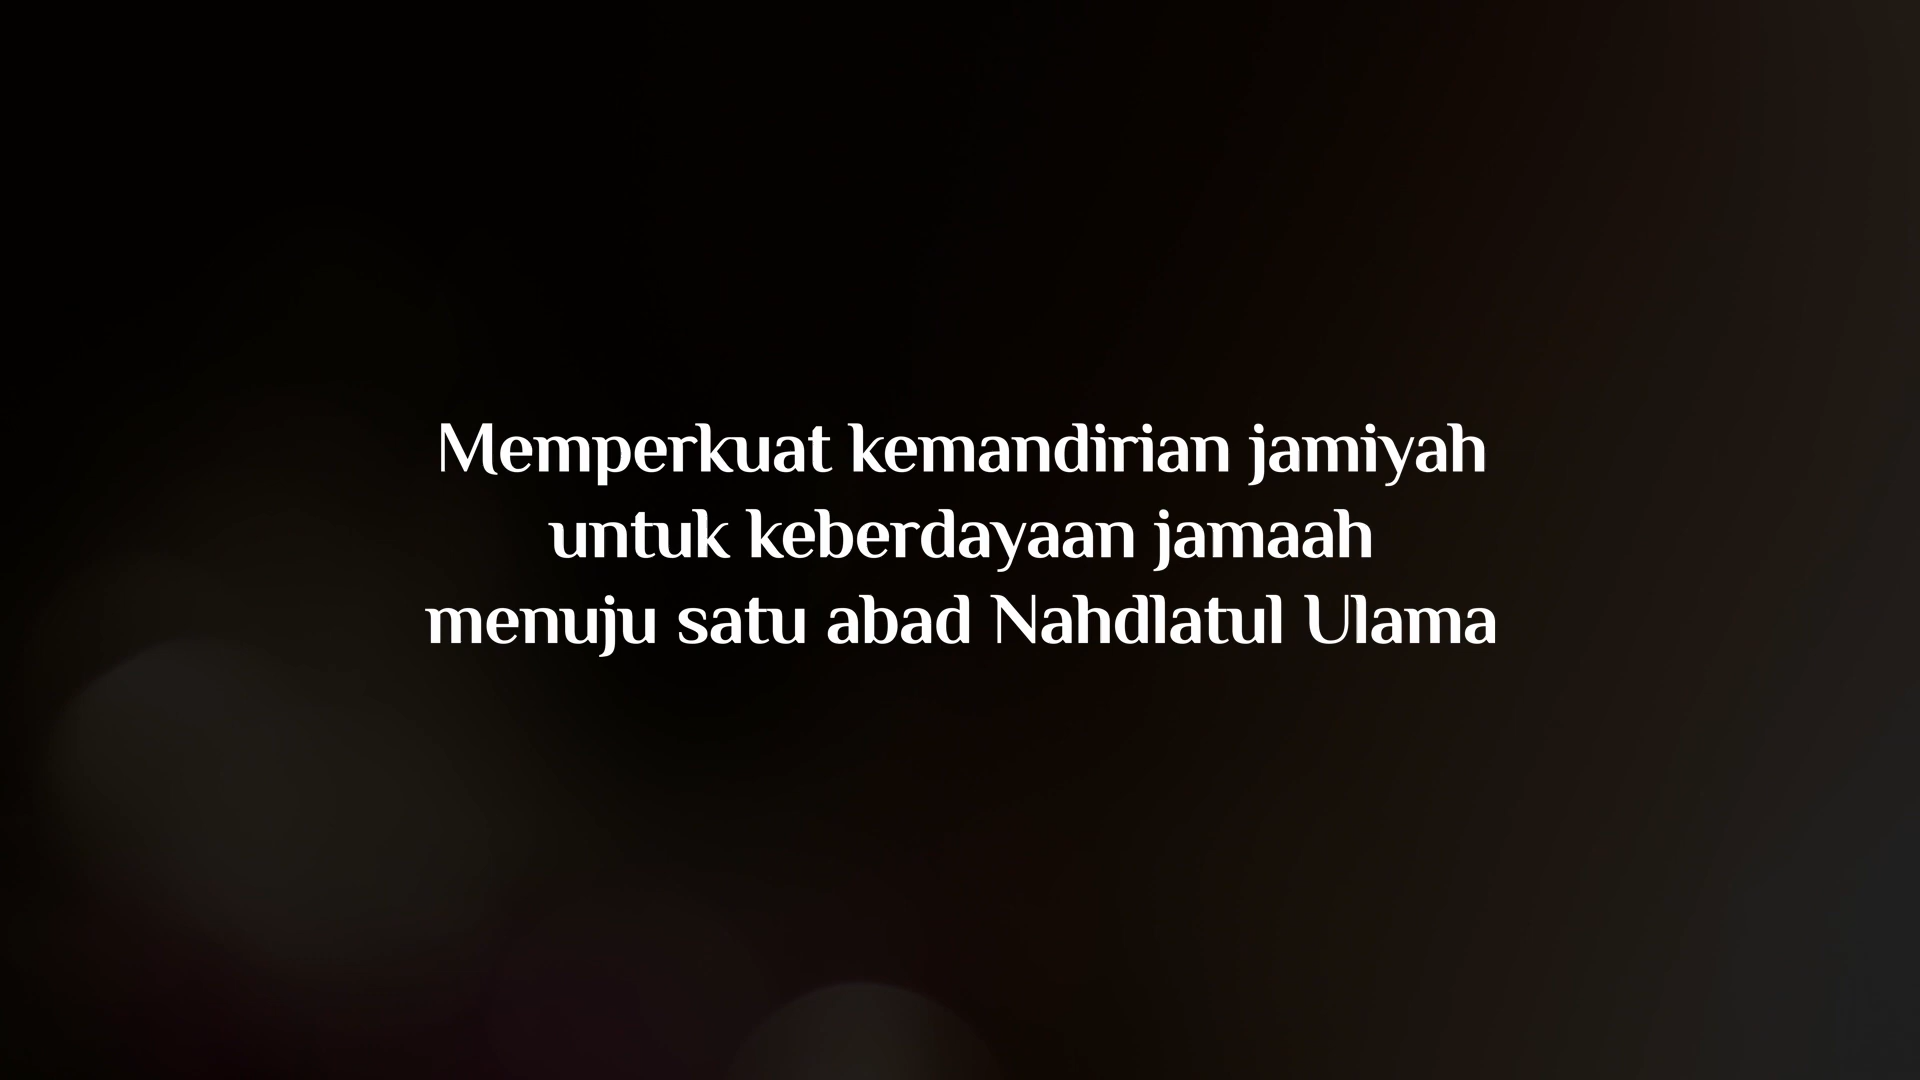 Memperkuat kemandirian jamiyah
untuk keberdayaan jamaah
menuju satu abad Nahdlatul Ulama